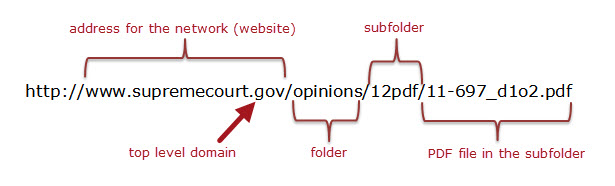 subfolder
address for the network (website)
http://www.supremecourt.gov/opinions/12pdf/11-697_d1o2.pdf
top level domain
folder
PDF file in the subfolder